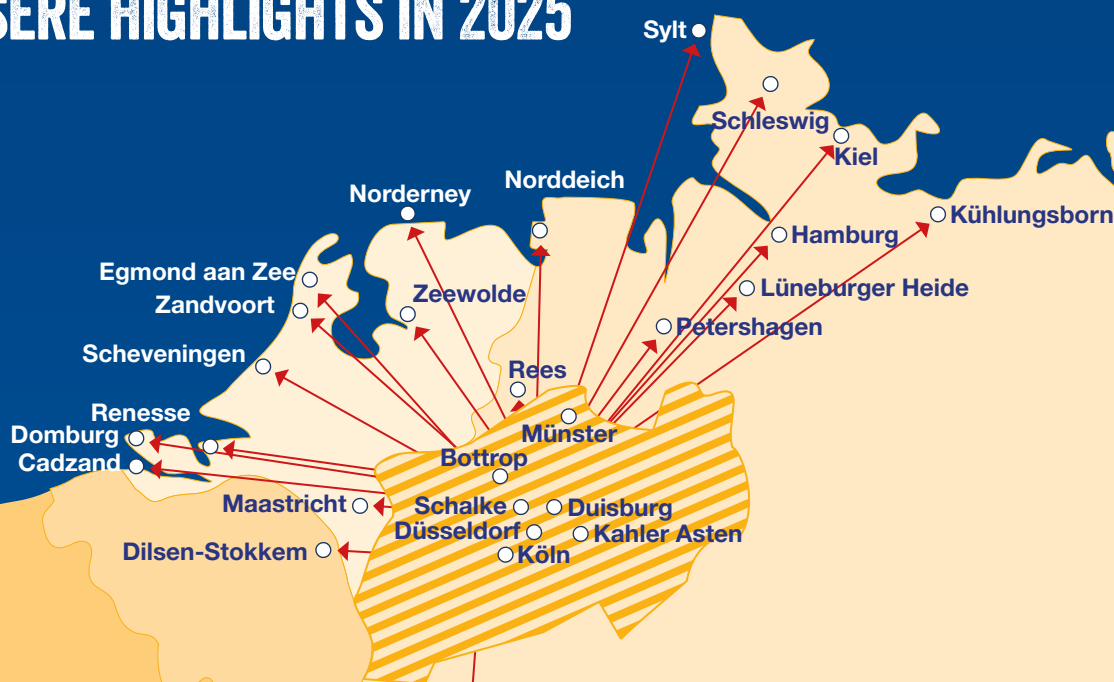 SERE HIGHLIGHTS IN 2025
Sylt
Schleswig
Kiel
Norddeich
Norderney
Kühlungsborn
Hamburg
Egmond aan Zee
Zeewolde
Lüneburger Heide
Zandvoort
Petershagen
Scheveningen
Rees
Renesse
Domburg
Münster
Cadzand
Bottrop
Maastricht
Schalke
Duisburg
Düsseldorf
Kahler Asten
Dilsen-Stokkem
Köln